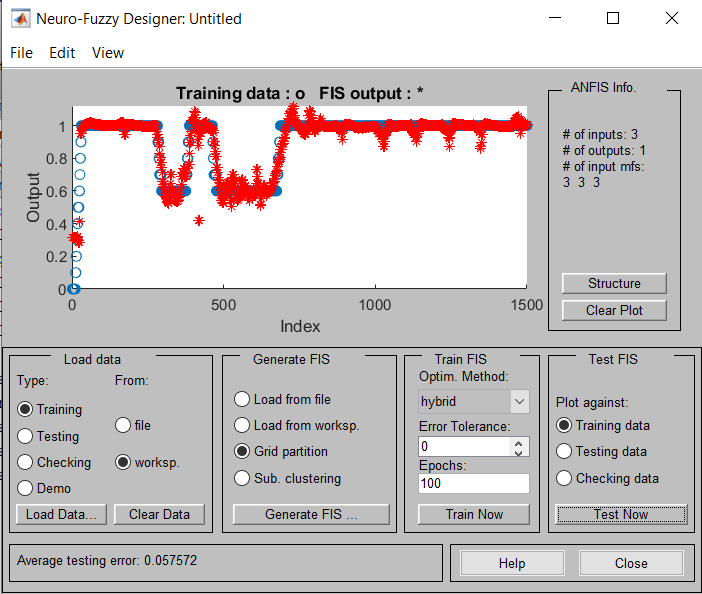 Neuro-Fuzzy Designer: Untitled
File Edit View
Training data : o FIS output : *
1
0.8
0.6
0.4
0.2
0
Output
0 500 1000 1500
Index
ANFIS Info.
# of inputs: 3
# of outputs: 1
# of input mfs:
3 3 3
Structure
Clear Plot
Load data
Type: From:
Training
file
Testing
Checking
worksp.
Demo
Load Data... Clear Data
Generate FIS
Load from file
Load from worksp.
Grid partition
Sub. clustering
Generate FIS ...
Train FIS
Optim. Method:
hybrid
Error Tolerance:
0
Epochs:
100
Train Now
Test FIS
Plot against:
Training data
Testing data
Checking data
Test Now
Average testing error: 0.057572
Help Close